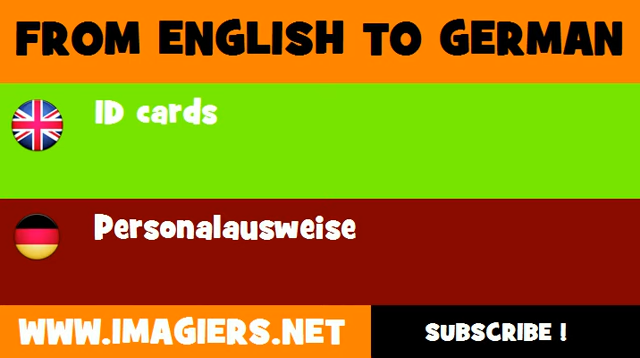 FROM ENGLISH TO GERMAN
ID cards
Personalausweise
WWW.IMAGIERS.NET
SUBSCRIBE !